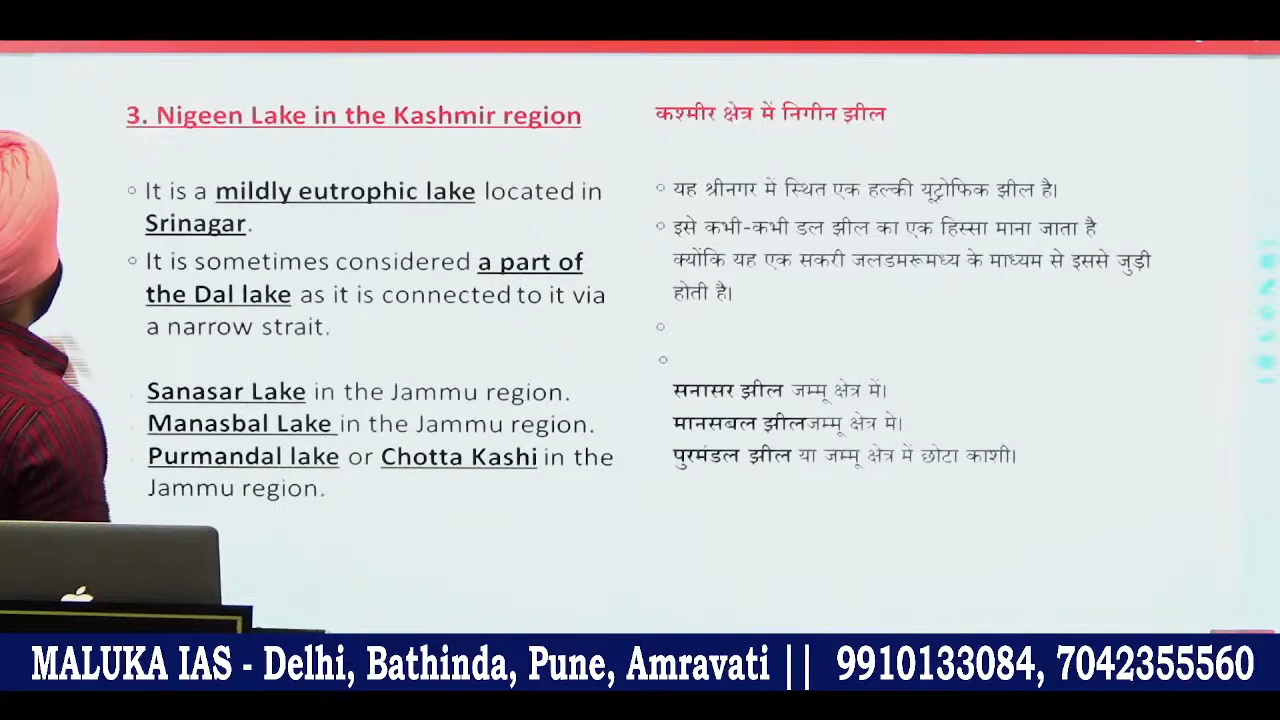 3. Nigeen Lake in the Kashmir region
It is a mildly eutrophic lake located in
Srinagar.
It is sometimes considered a part of
the Dal lake as it is connected to it via
a narrow strait.
Sanasar Lake in the Jammu region.
Manasbal Lake in the Jammu region.
Purmandal lake or Chotta Kashi in the
Jammu region.
कश्मीर क्षेत्र में निगीन झील
यह श्रीनगर में स्थित एक हल्की यूट्रोफिक झील है।
इसे कभी-कभी डल झील का एक हिस्सा माना जाता है
क्योंकि यह एक सकरी जलडमरूमध्य के माध्यम से इससे जुड़ी
होती है।
सनासर झील जम्मू क्षेत्र में।
मानसबल झीलजम्मू क्षेत्र में।
पुरमंडल झील या जम्मू क्षेत्र में छोटा काशी।
MALUKA IAS - Delhi, Bathinda, Pune, Amravati || 9910133084, 7042355560